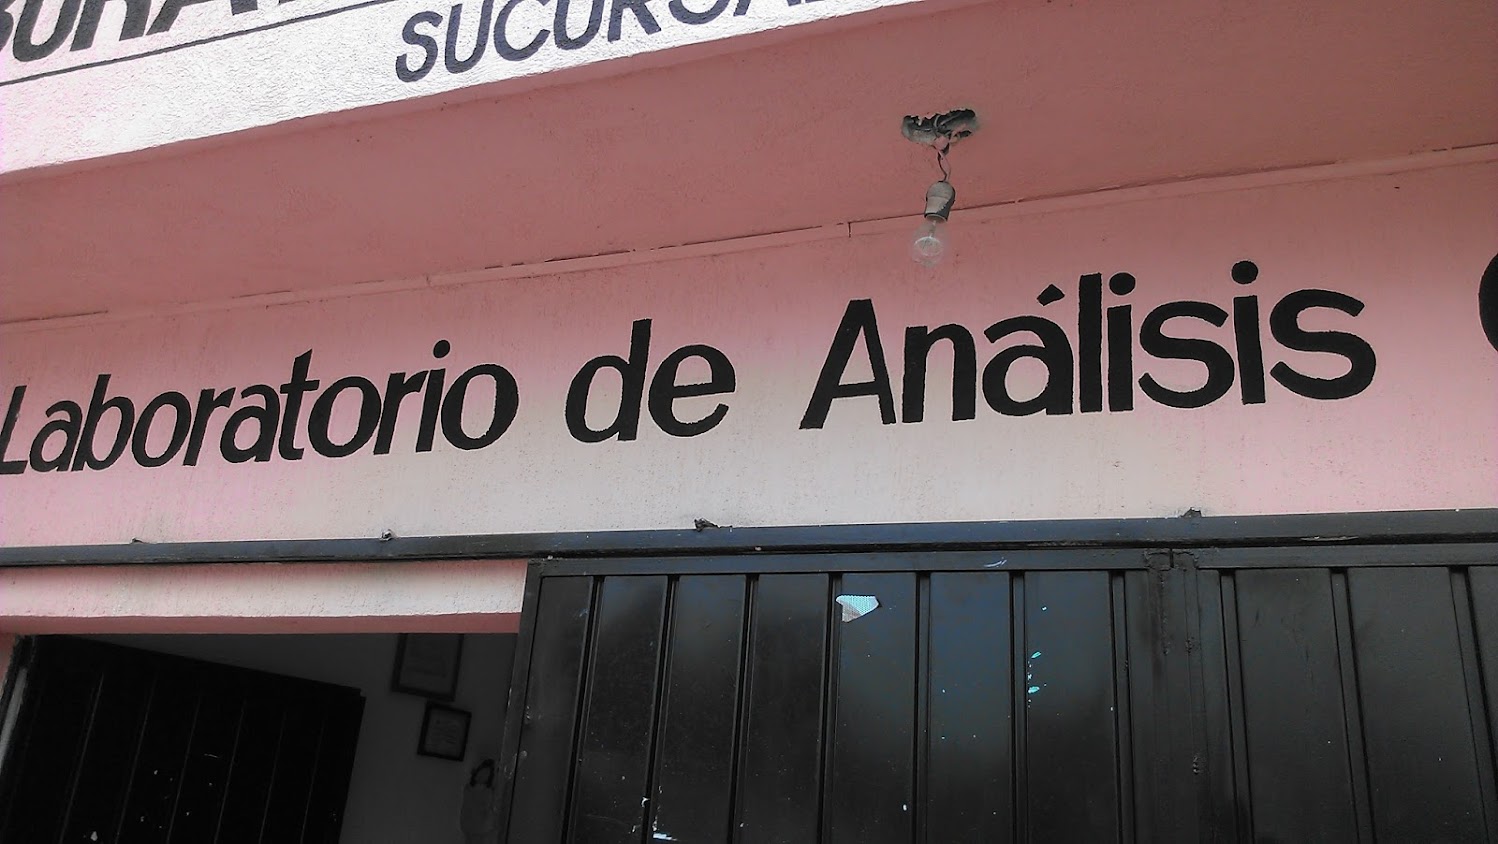 SUCURSAL
Laboratorio de Análisis